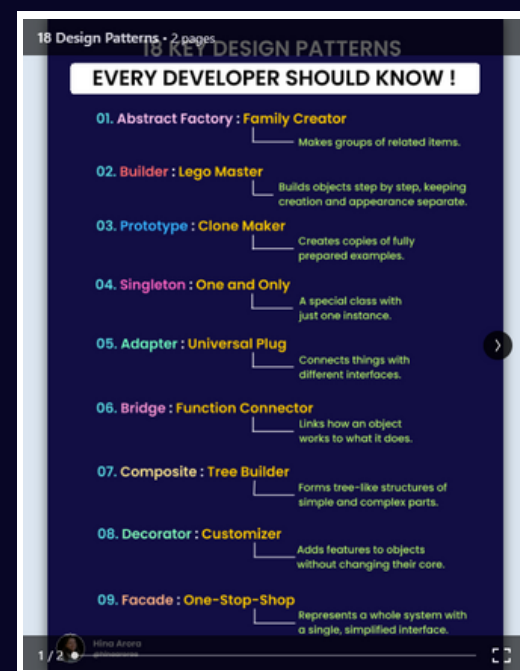 18 Design Patterns • 2 pages
18 KEY DESIGN PATTERNS
EVERY DEVELOPER SHOULD KNOW !
01. Abstract Factory : Family Creator
Makes groups of related items.
02. Builder : Lego Master
Builds objects step by step, keeping
creation and appearance separate.
03. Prototype : Clone Maker
Creates copies of fully
prepared examples.
04. Singleton : One and Only
A special class with
just one instance.
05. Adapter : Universal Plug
Connects things with
different interfaces.
06. Bridge : Function Connector
Links how an object
works to what it does.
07. Composite : Tree Builder
Forms tree-like structures of
simple and complex parts.
08. Decorator : Customizer
Adds features to objects
without changing their core.
09. Facade : One-Stop-Shop
Represents a whole system with
a single, simplified interface.
Hina Arora
1 / 2